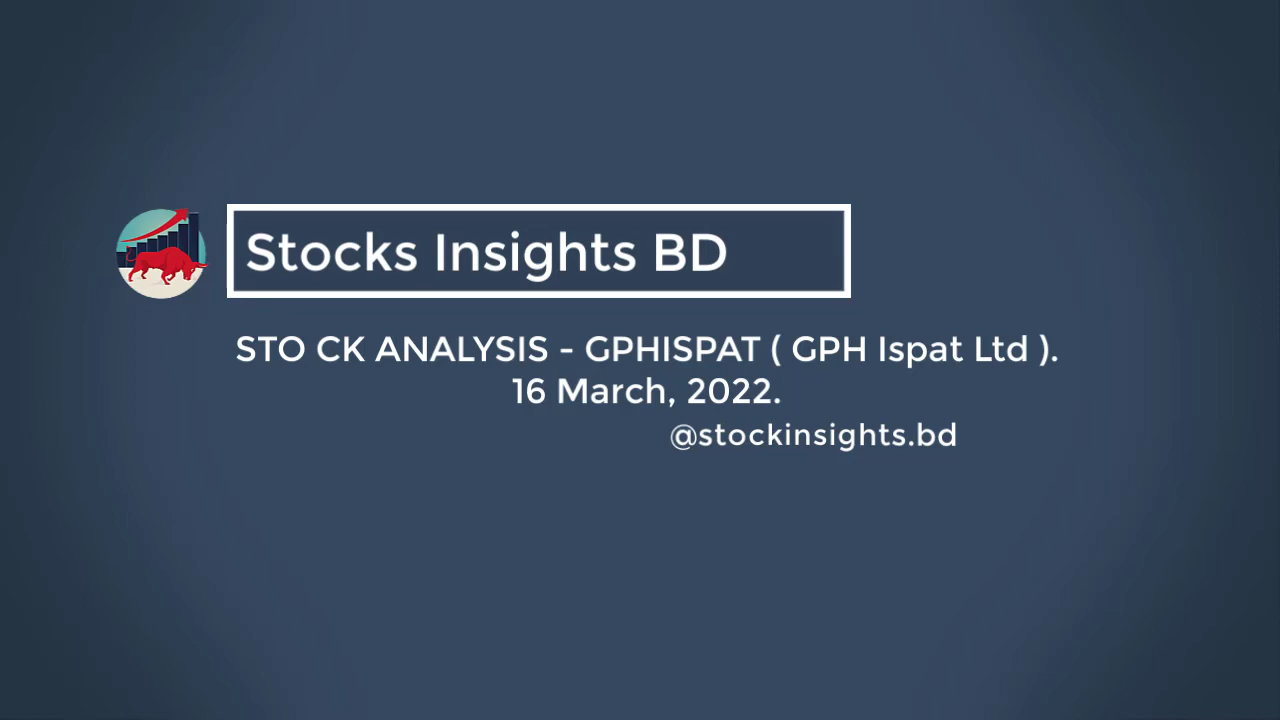 Stocks Insights BD
STO CK ANALYSIS - GPHISPAT ( GPH Ispat Ltd ).
16 March, 2022.
@stockinsights.bd